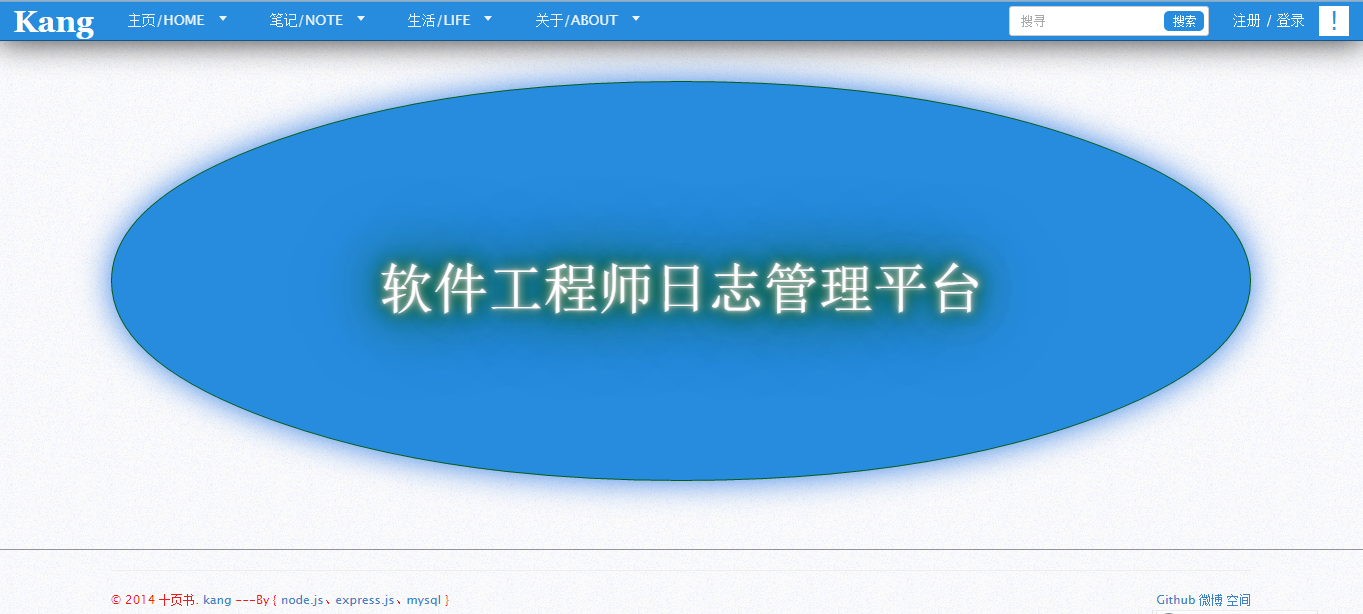 Kang 主页/HOME 笔记/NOTE 生活/LIFE 关于/ABOUT 搜寻 搜索 注册 / 登录 !
软件工程师日志管理平台
© 2014 十页书. kang ---By { node.js、express.js、mysql } Github 微博 空间